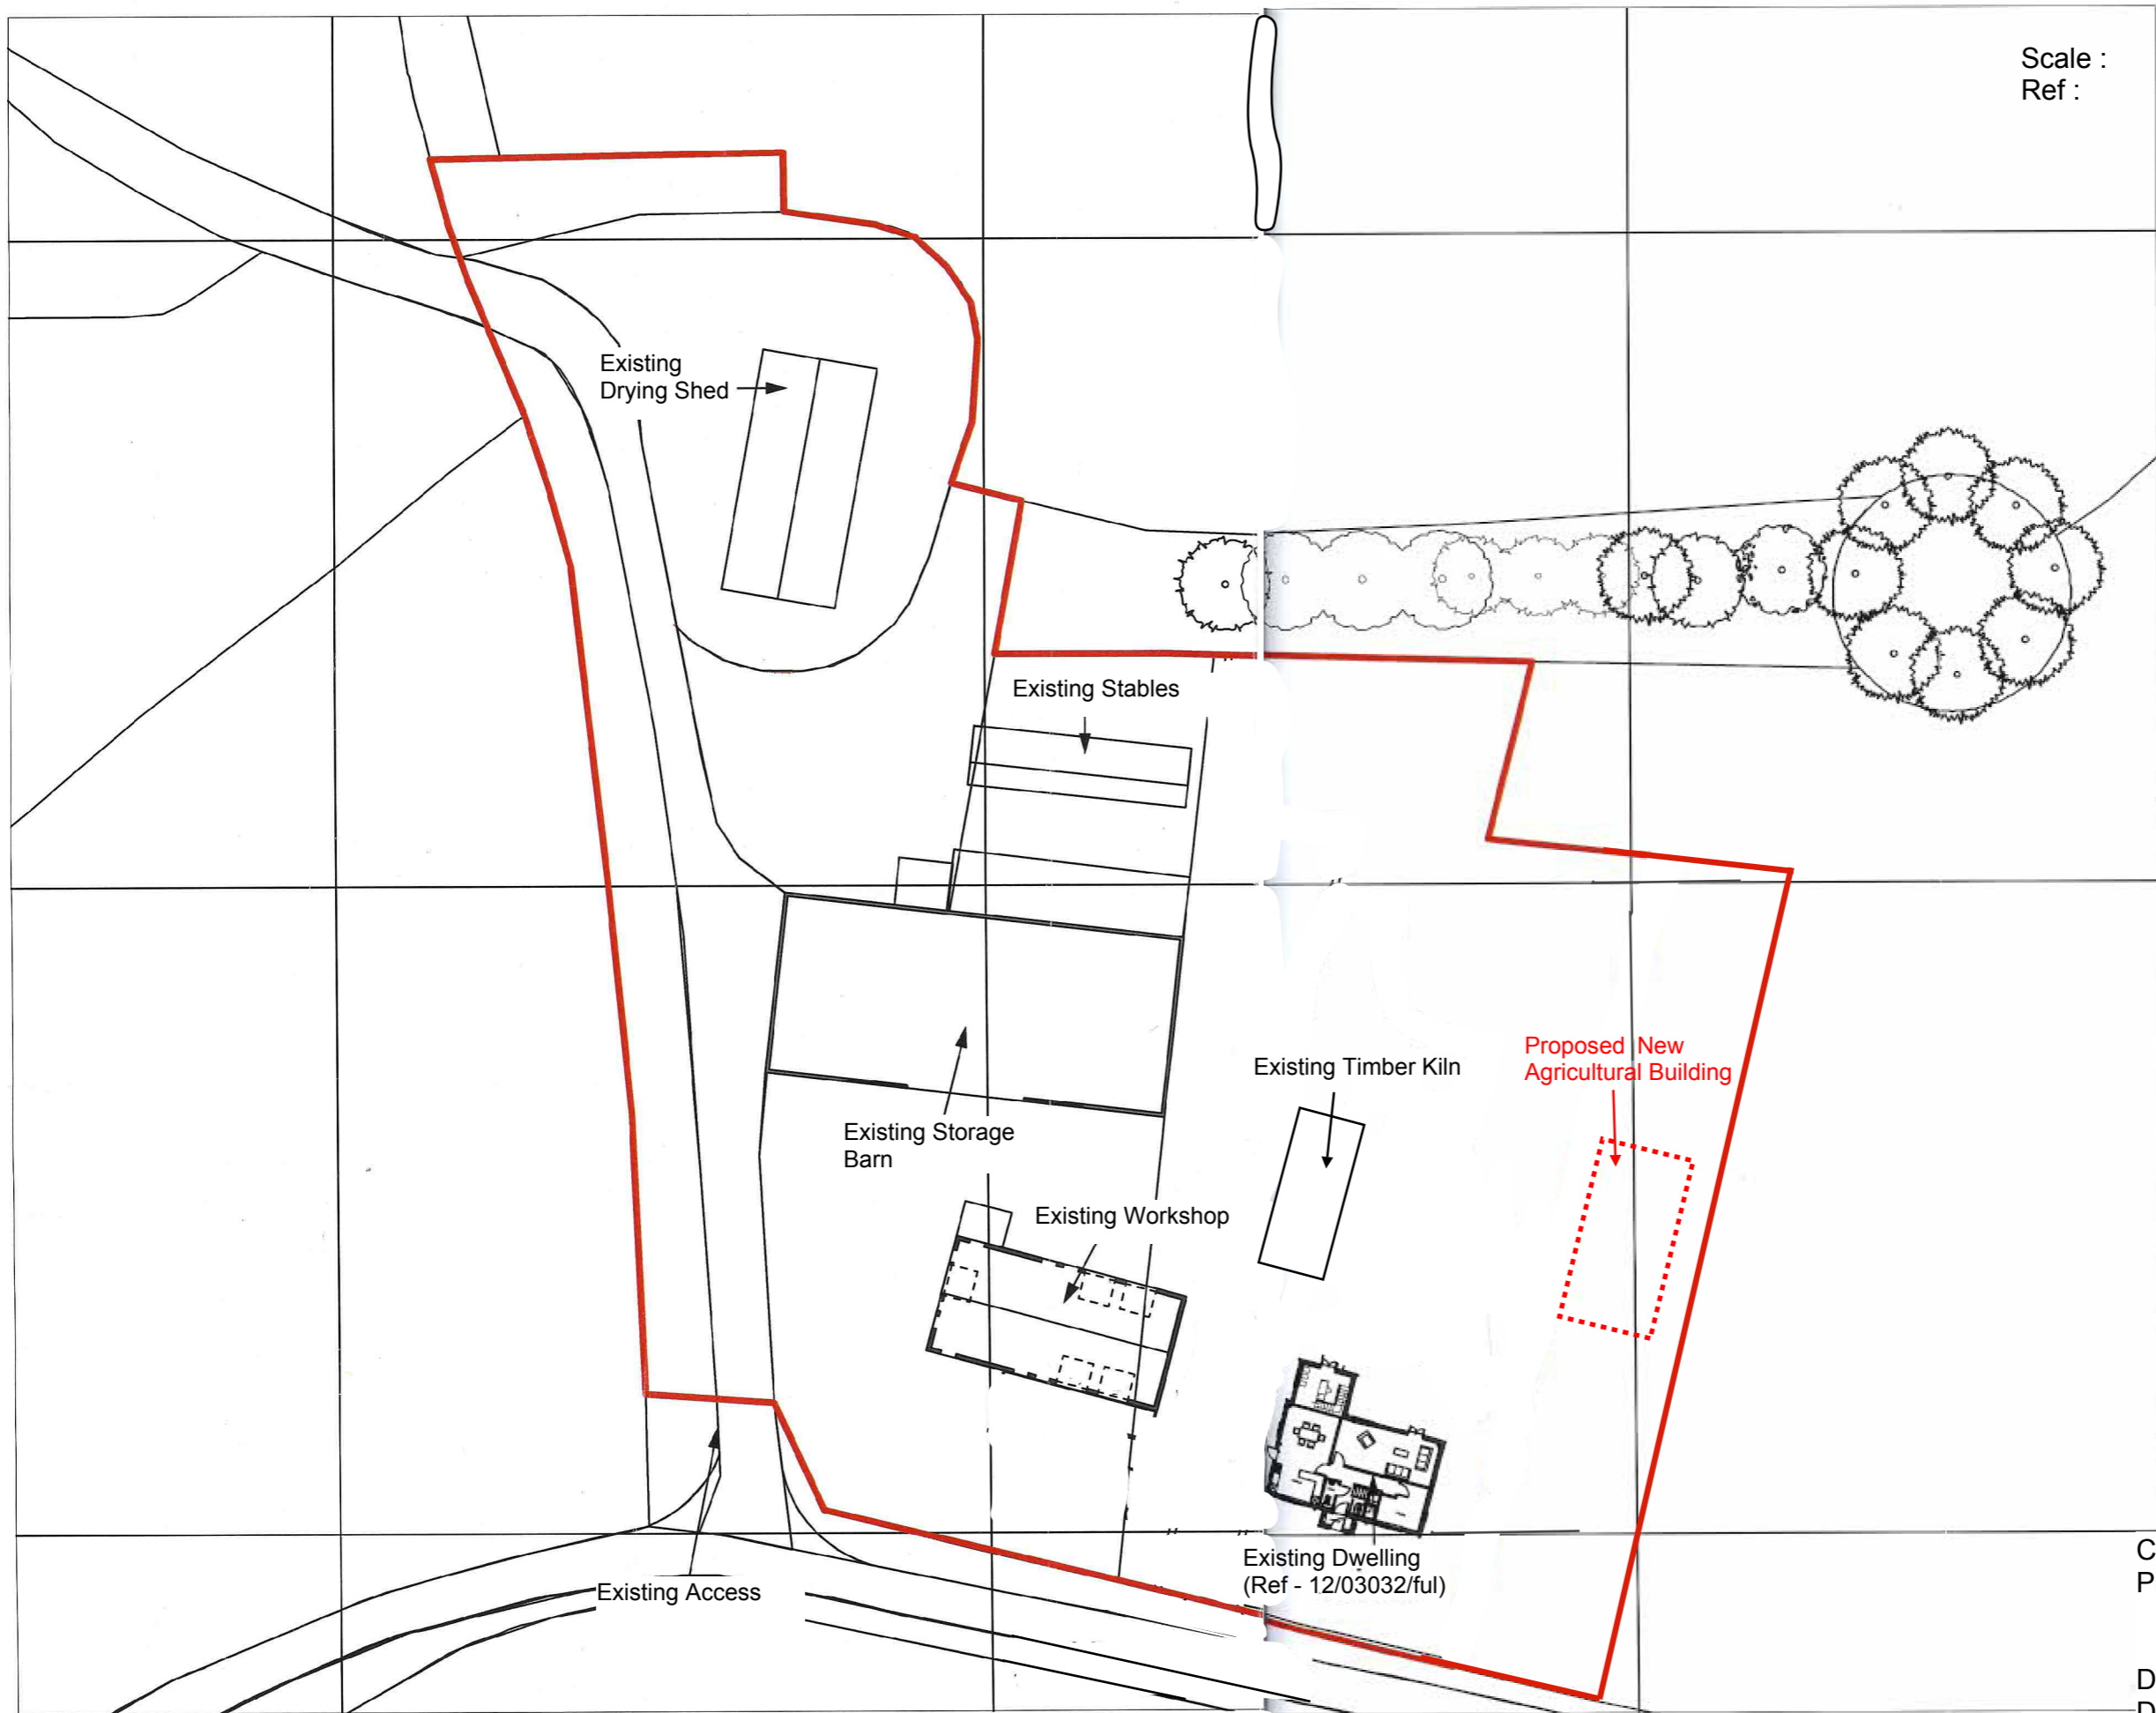 Scale :
Ref :
Existing
Drying Shed
Existing Stables
Existing Timber Kiln
Proposed New
Agricultural Building
Existing Storage
Barn
Existing Workshop
Existing Dwelling
(Ref - 12/03032/ful)
Existing Access
C
P
D
D